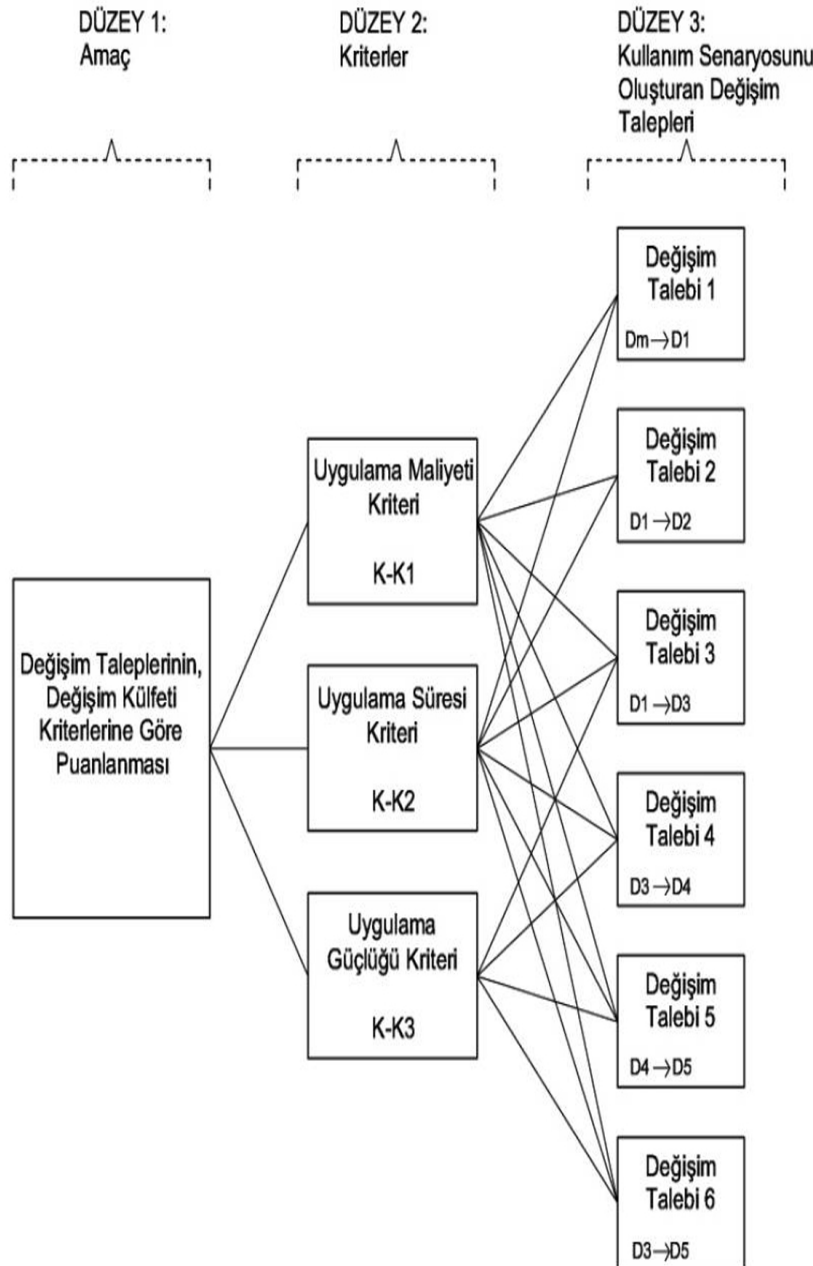 DÜZEY 1:
Amaç
DÜZEY 2:
Kriterler
DÜZEY 3:
Kullanım Senaryosunu
Oluşturan Değişim
Talepleri
Değişim Taleplerinin,
Değişim Külfeti
Kriterlerine Göre
Puanlanması
Uygulama Maliyeti
Kriteri
K-K1
Uygulama Süresi
Kriteri
K-K2
Uygulama
Güçlüğü Kriteri
K-K3
Değişim
Talebi 1
Dm→D1
Değişim
Talebi 2
D1→D2
Değişim
Talebi 3
D1→D3
Değişim
Talebi 4
D3→D4
Değişim
Talebi 5
D4→D5
Değişim
Talebi 6
D3→D5